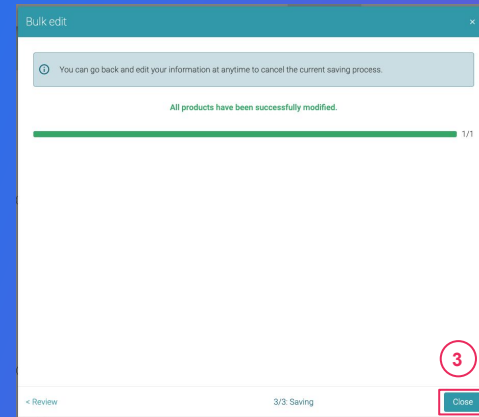 Bulk edit ×
You can go back and edit your information at anytime to cancel the current saving process.
All products have been successfully modified.
1/1
3
< Review 3/3: Saving Close